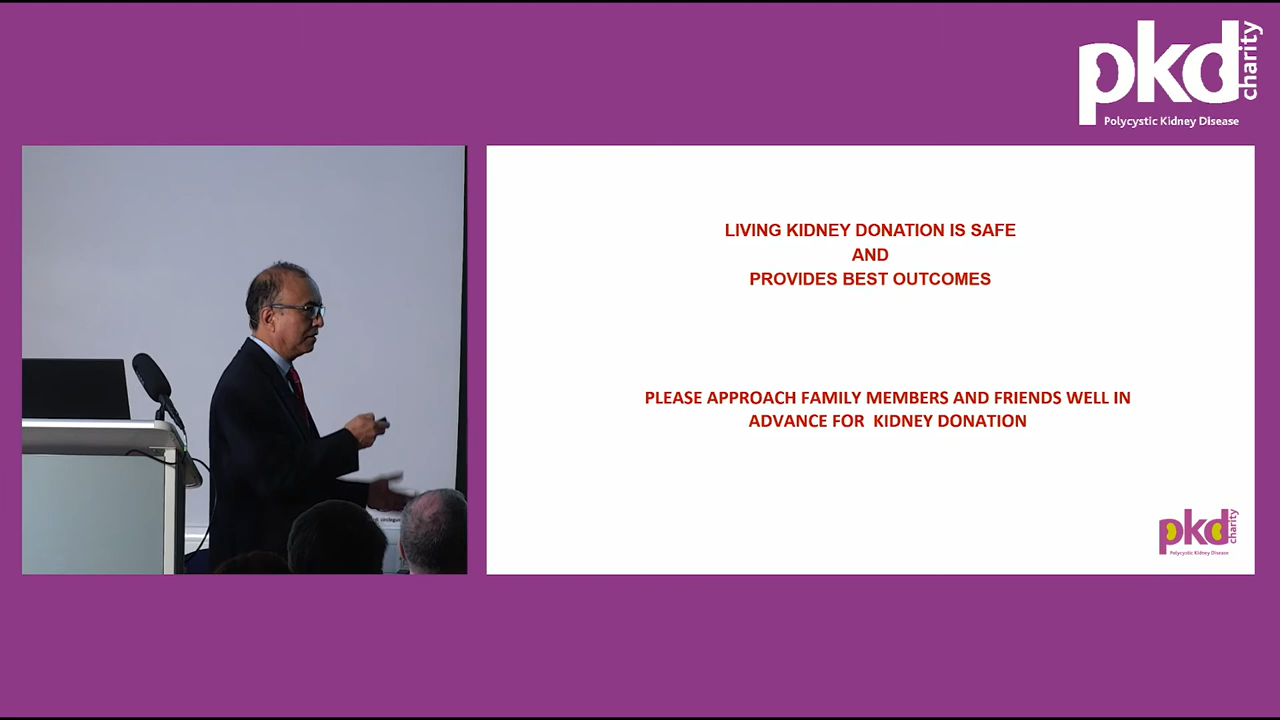 pkd
charity
Polycystic Kidney Disease
LIVING KIDNEY DONATION IS SAFE
AND
PROVIDES BEST OUTCOMES
PLEASE APPROACH FAMILY MEMBERS AND FRIENDS WELL IN
ADVANCE FOR KIDNEY DONATION
pkd
charity
Polycystic Kidney Disease